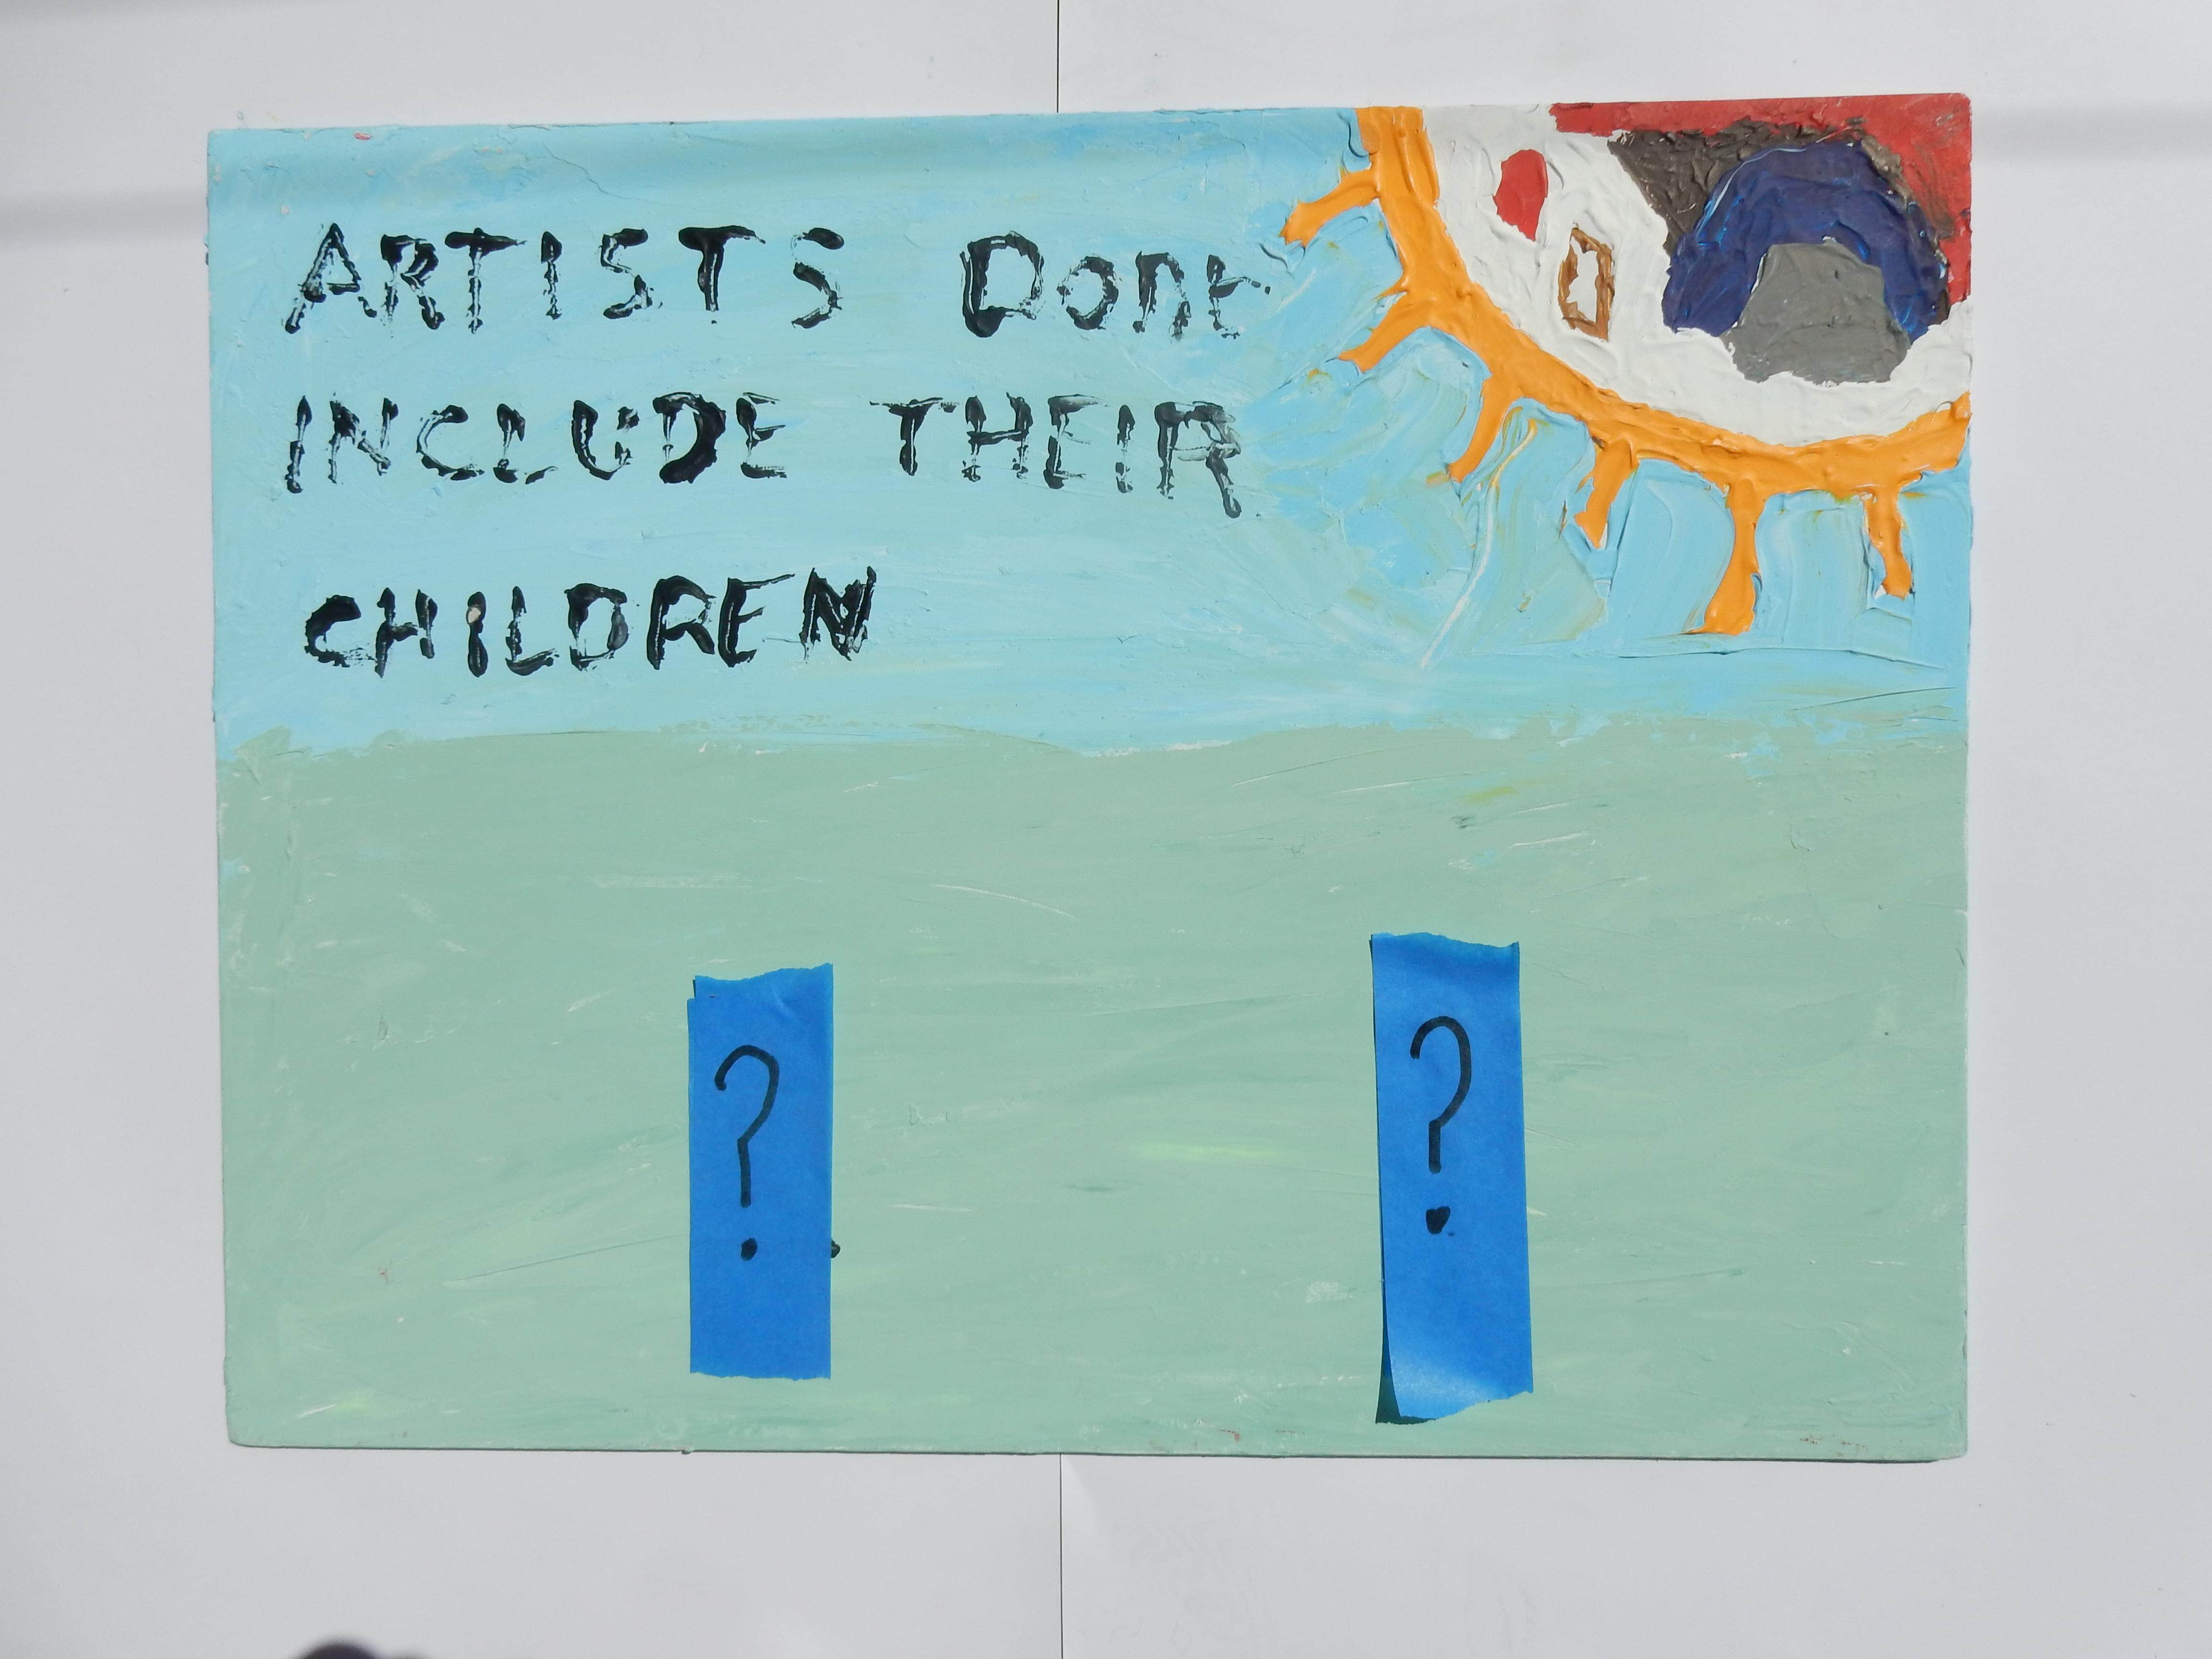 ARTISTS Dont
INCLUDE THEIR
CHILDREN
? ?